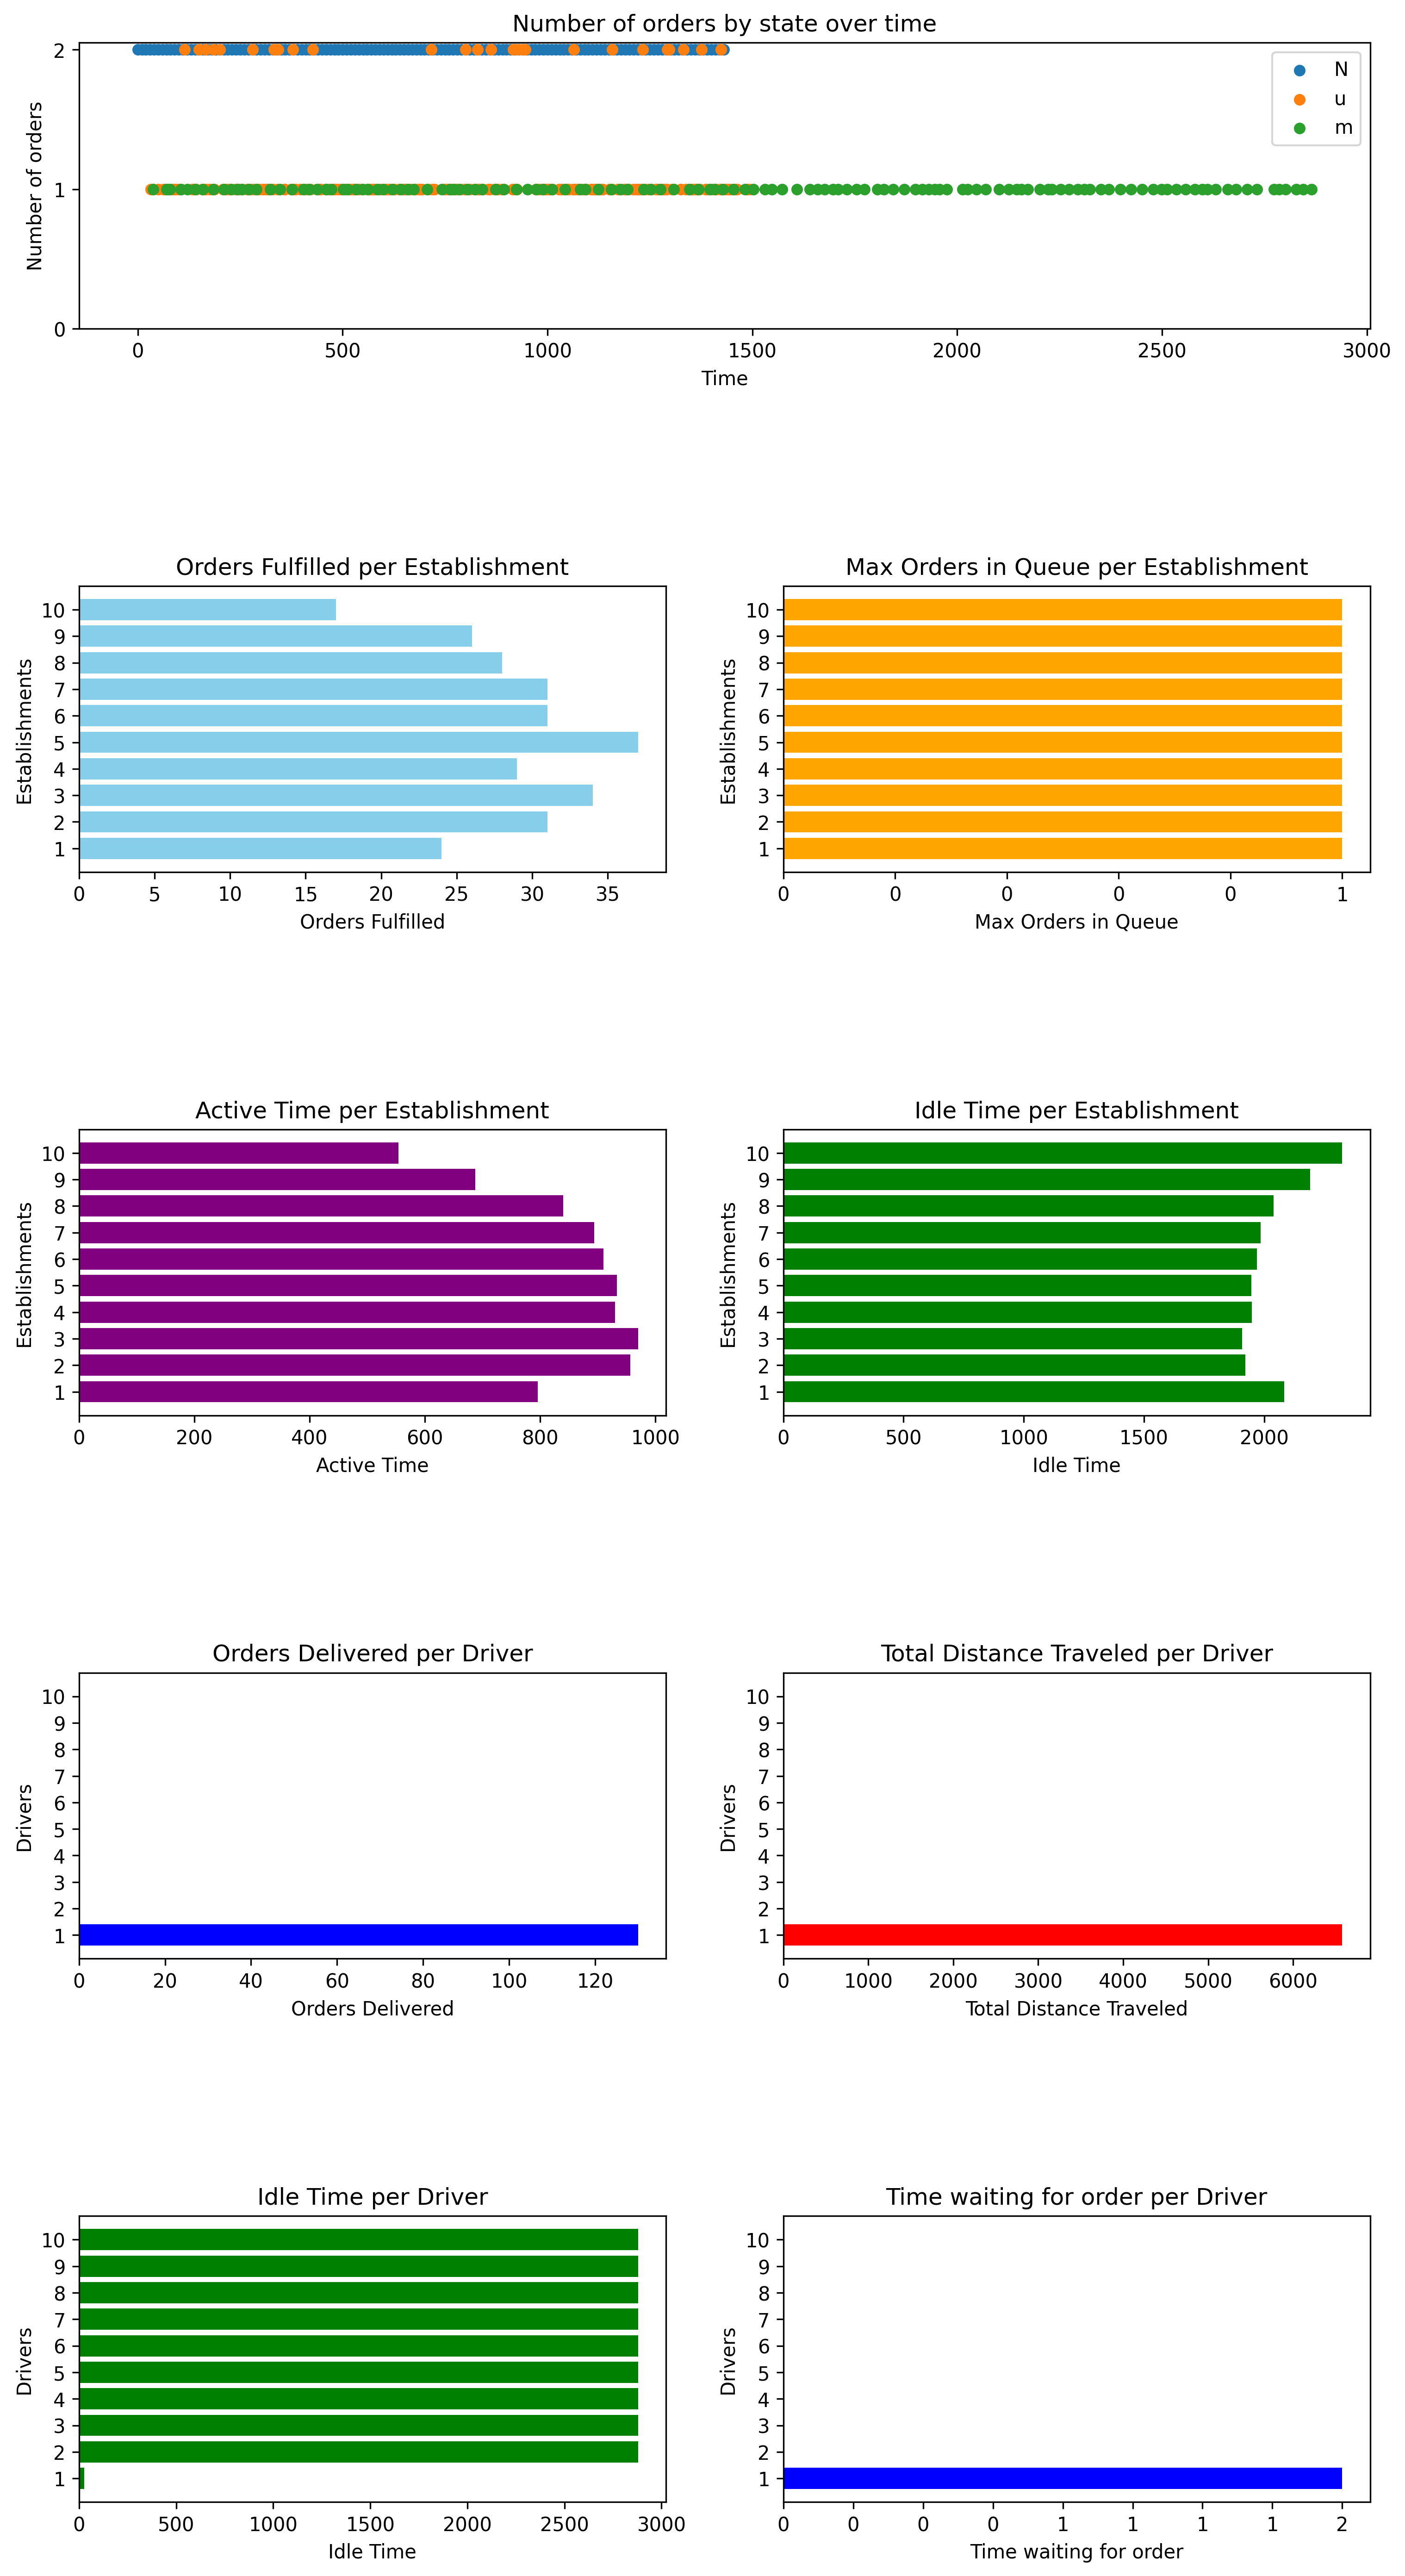 Number of orders by state over time
Number of orders
2
1
0
N
u
m
0 500 1000 1500 2000 2500 3000
Time
Orders Fulfilled per Establishment
Establishments
10
9
8
7
6
5
4
3
2
1
0 5 10 15 20 25 30 35
Orders Fulfilled
Max Orders in Queue per Establishment
Establishments
10
9
8
7
6
5
4
3
2
1
0 0 0 0 0 1
Max Orders in Queue
Active Time per Establishment
Establishments
10
9
8
7
6
5
4
3
2
1
0 200 400 600 800 1000
Active Time
Idle Time per Establishment
Establishments
10
9
8
7
6
5
4
3
2
1
0 500 1000 1500 2000
Idle Time
Orders Delivered per Driver
Drivers
10
9
8
7
6
5
4
3
2
1
0 20 40 60 80 100 120
Orders Delivered
Total Distance Traveled per Driver
Drivers
10
9
8
7
6
5
4
3
2
1
0 1000 2000 3000 4000 5000 6000
Total Distance Traveled
Idle Time per Driver
Drivers
10
9
8
7
6
5
4
3
2
1
0 500 1000 1500 2000 2500 3000
Idle Time
Time waiting for order per Driver
Drivers
10
9
8
7
6
5
4
3
2
1
0 0 0 0 1 1 1 1 2
Time waiting for order